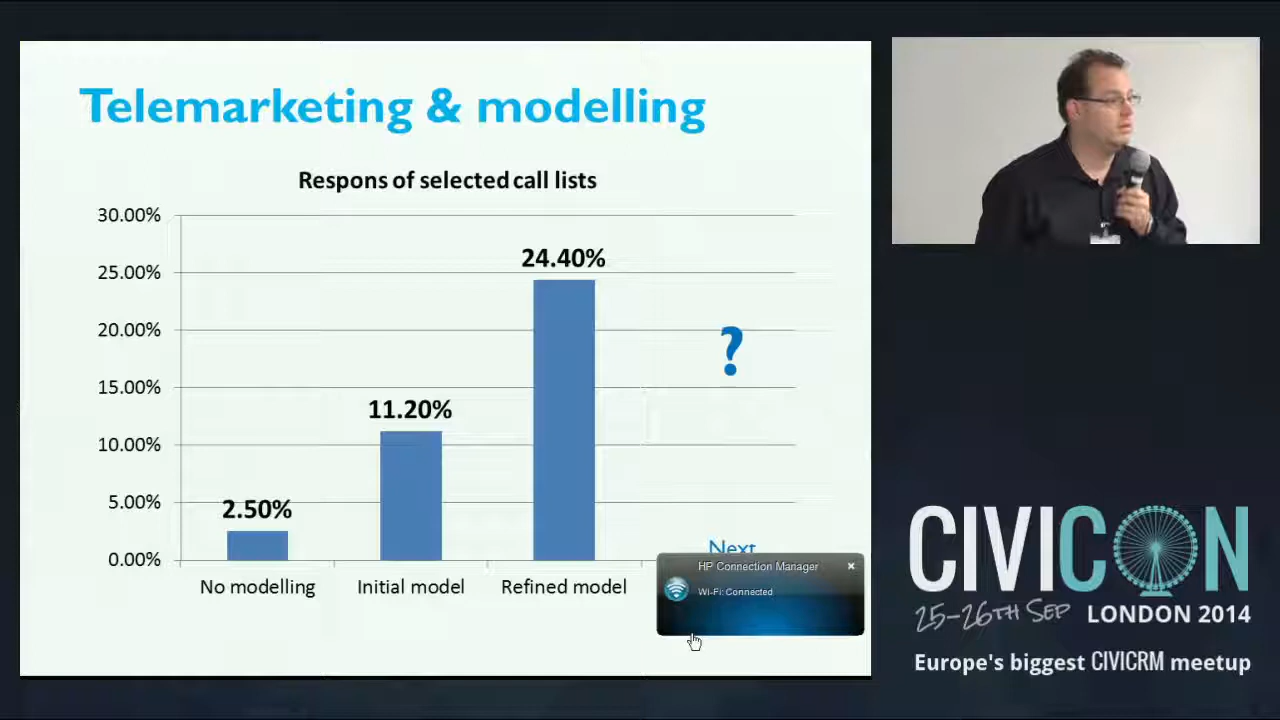 Telemarketing & modelling
Respons of selected call lists
30.00%
25.00%
20.00%
15.00%
10.00%
5.00%
0.00%
2.50%
11.20%
24.40%
?
No modelling
Initial model
Refined model
Next
HP Connection Manager
Wi-Fi: Connected
CIVICON
25-26TH SEP LONDON 2014
Europe's biggest CIVICRM meetup